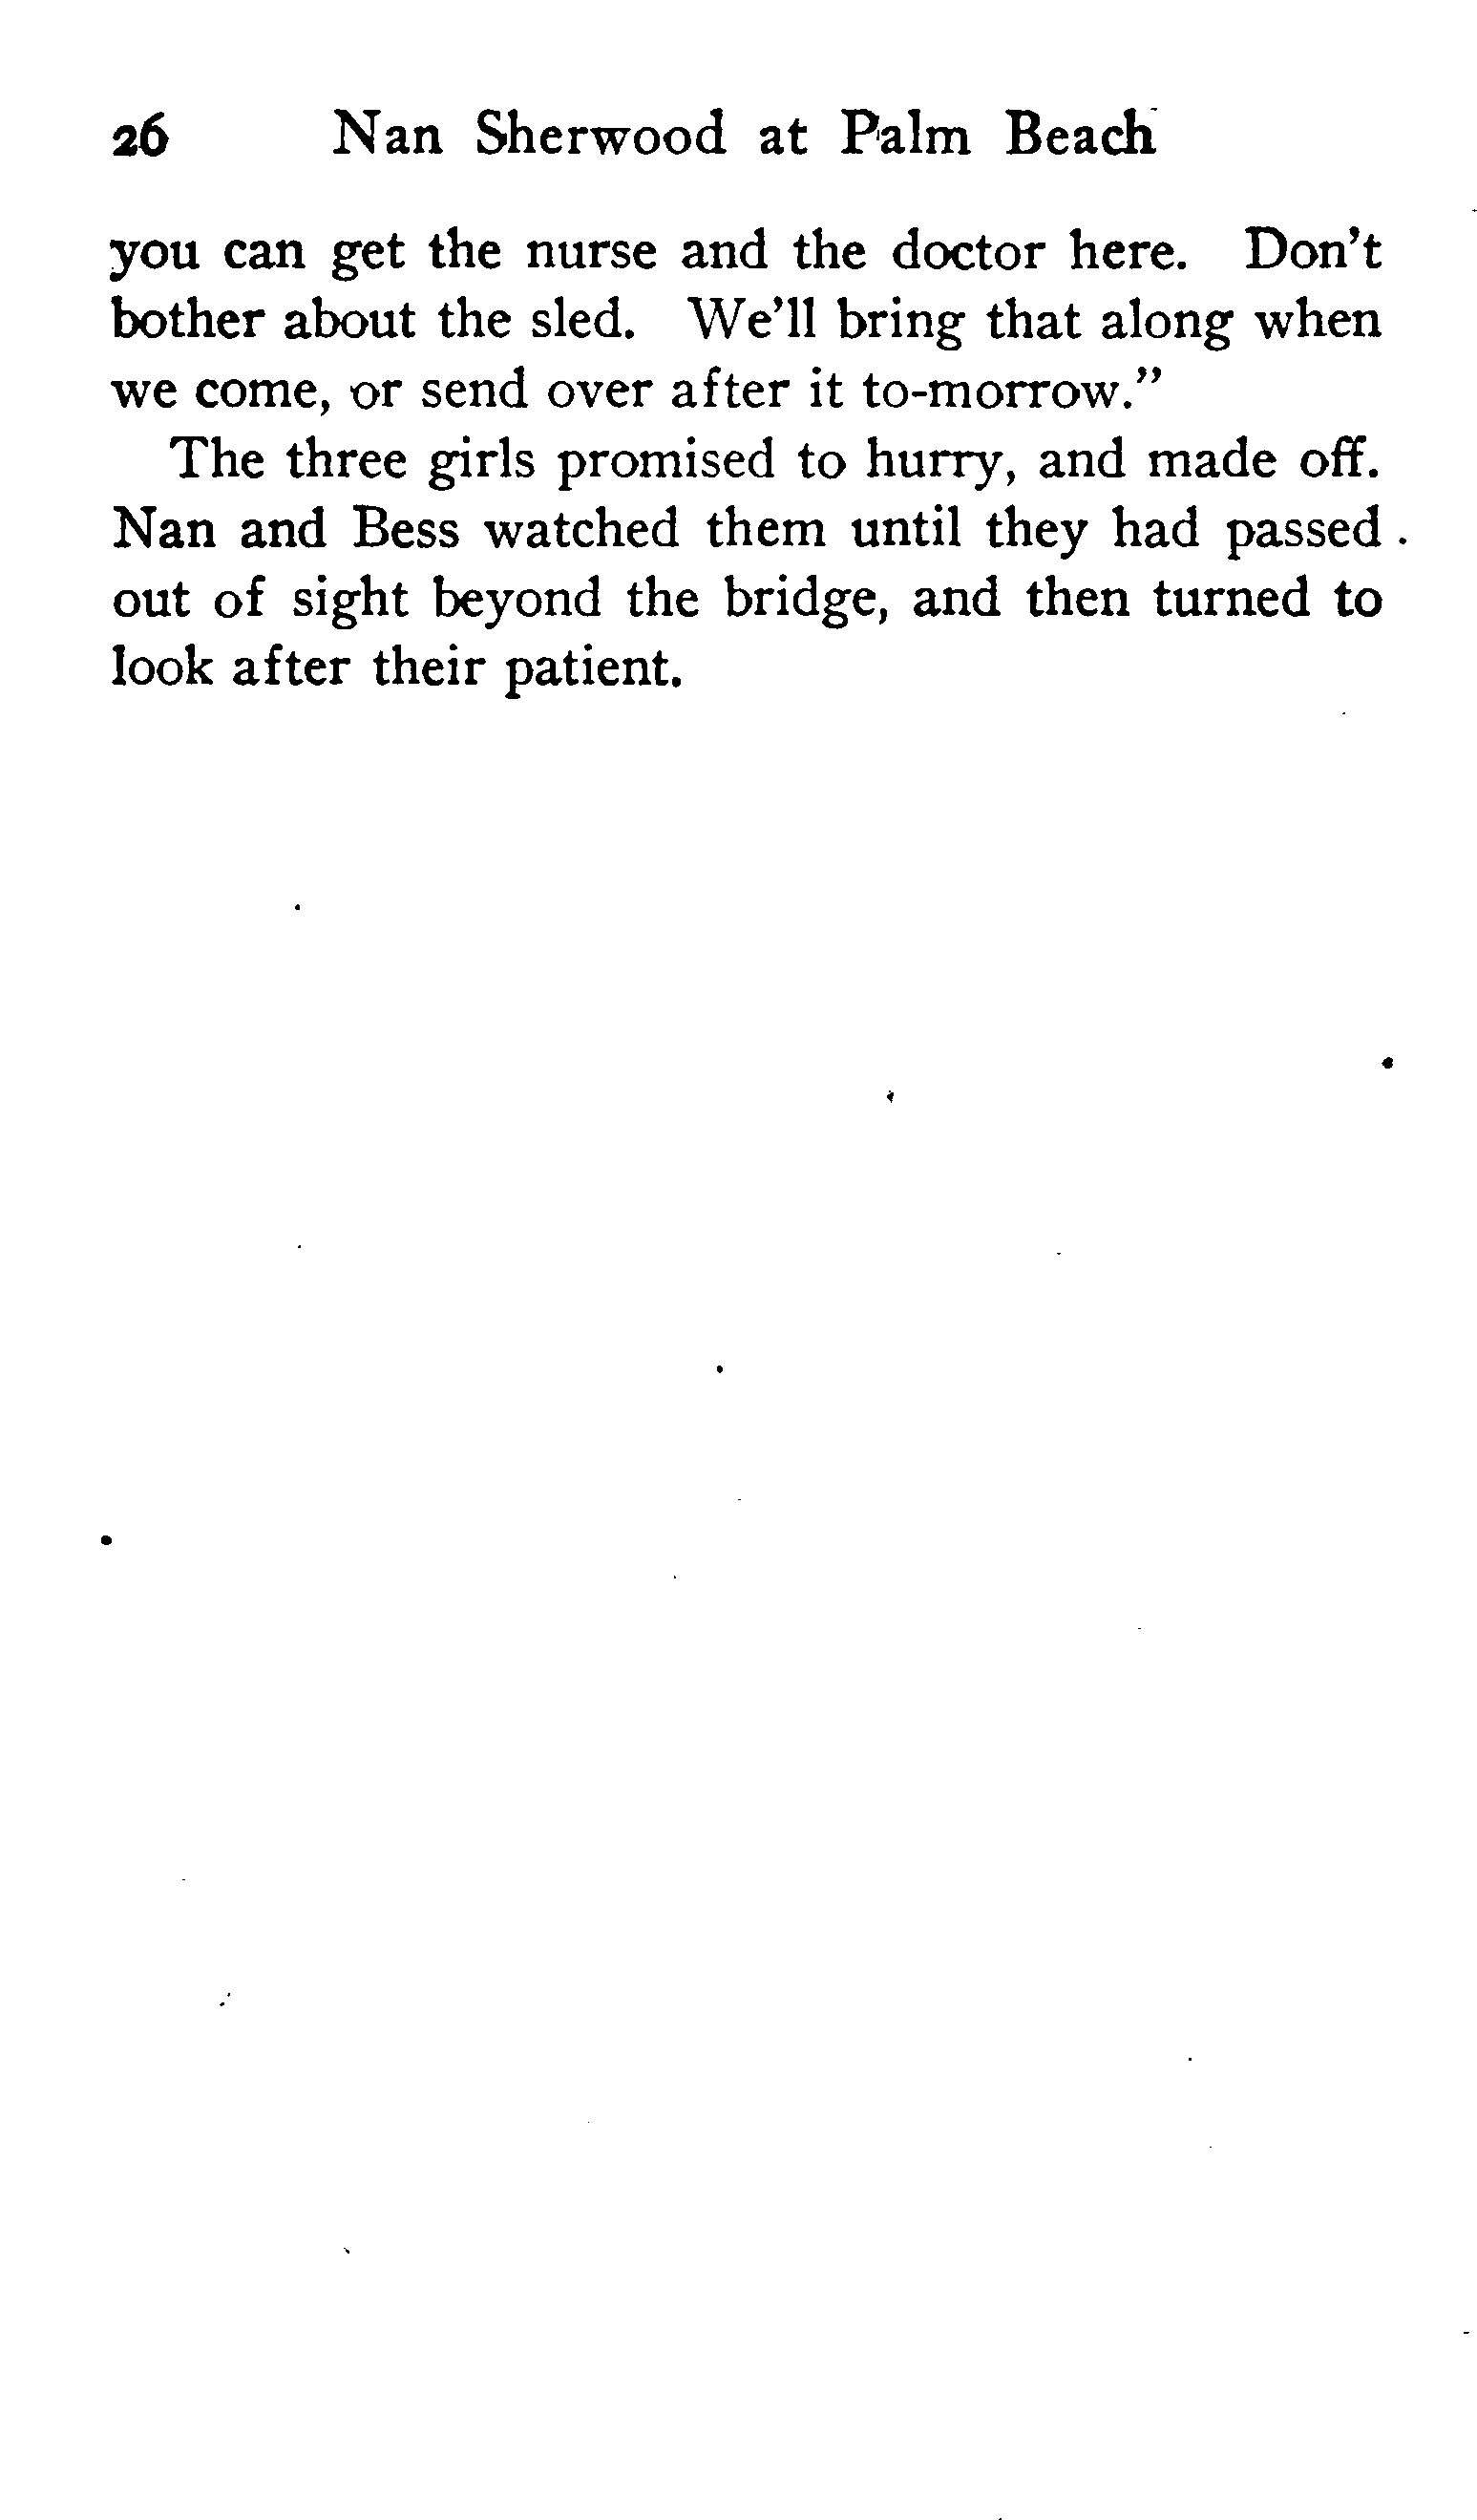 26 Nan Sherwood at Palm Beach
you can get the nurse and the doctor here. Don't
bother about the sled. We'll bring that along when
we come, or send over after it to-morrow."
The three girls promised to hurry, and made off.
Nan and Bess watched them until they had passed
out of sight beyond the bridge, and then turned to
look after their patient.